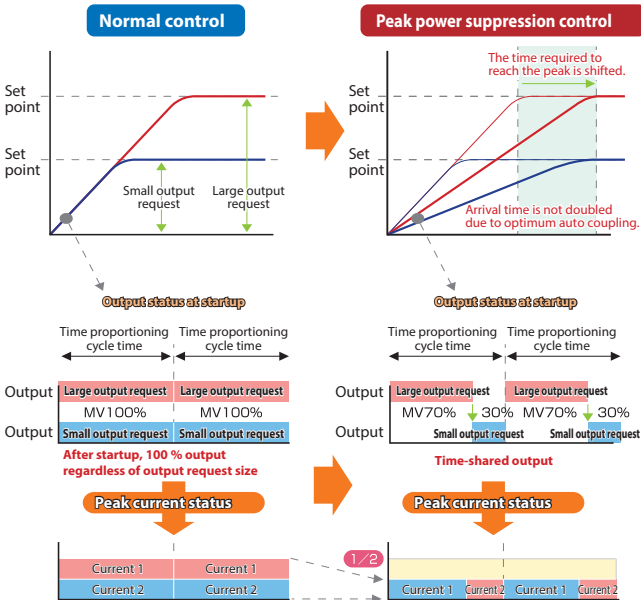 Normal control
Peak power suppression control
The time required to
reach the peak is shifted.
Set
point
Set
point
Small output
request
Large output
request
Set
point
Set
point
Arrival time is not doubled
due to optimum auto coupling.
Output status at startup
Output status at startup
Time proportioning
cycle time
Time proportioning
cycle time
Time proportioning
cycle time
Time proportioning
cycle time
Output
Large output request
Large output request
MV100%
MV100%
Output
Small output request
Small output request
After startup, 100 % output
regardless of output request size
Output
Large output request
Large output request
MV70%
30%
MV70%
30%
Output
Small output request
Small output request
Time-shared output
Peak current status
Peak current status
Current 1
Current 1
Current 2
Current 2
1/2
Current 1
Current 2
Current 1
Current 2